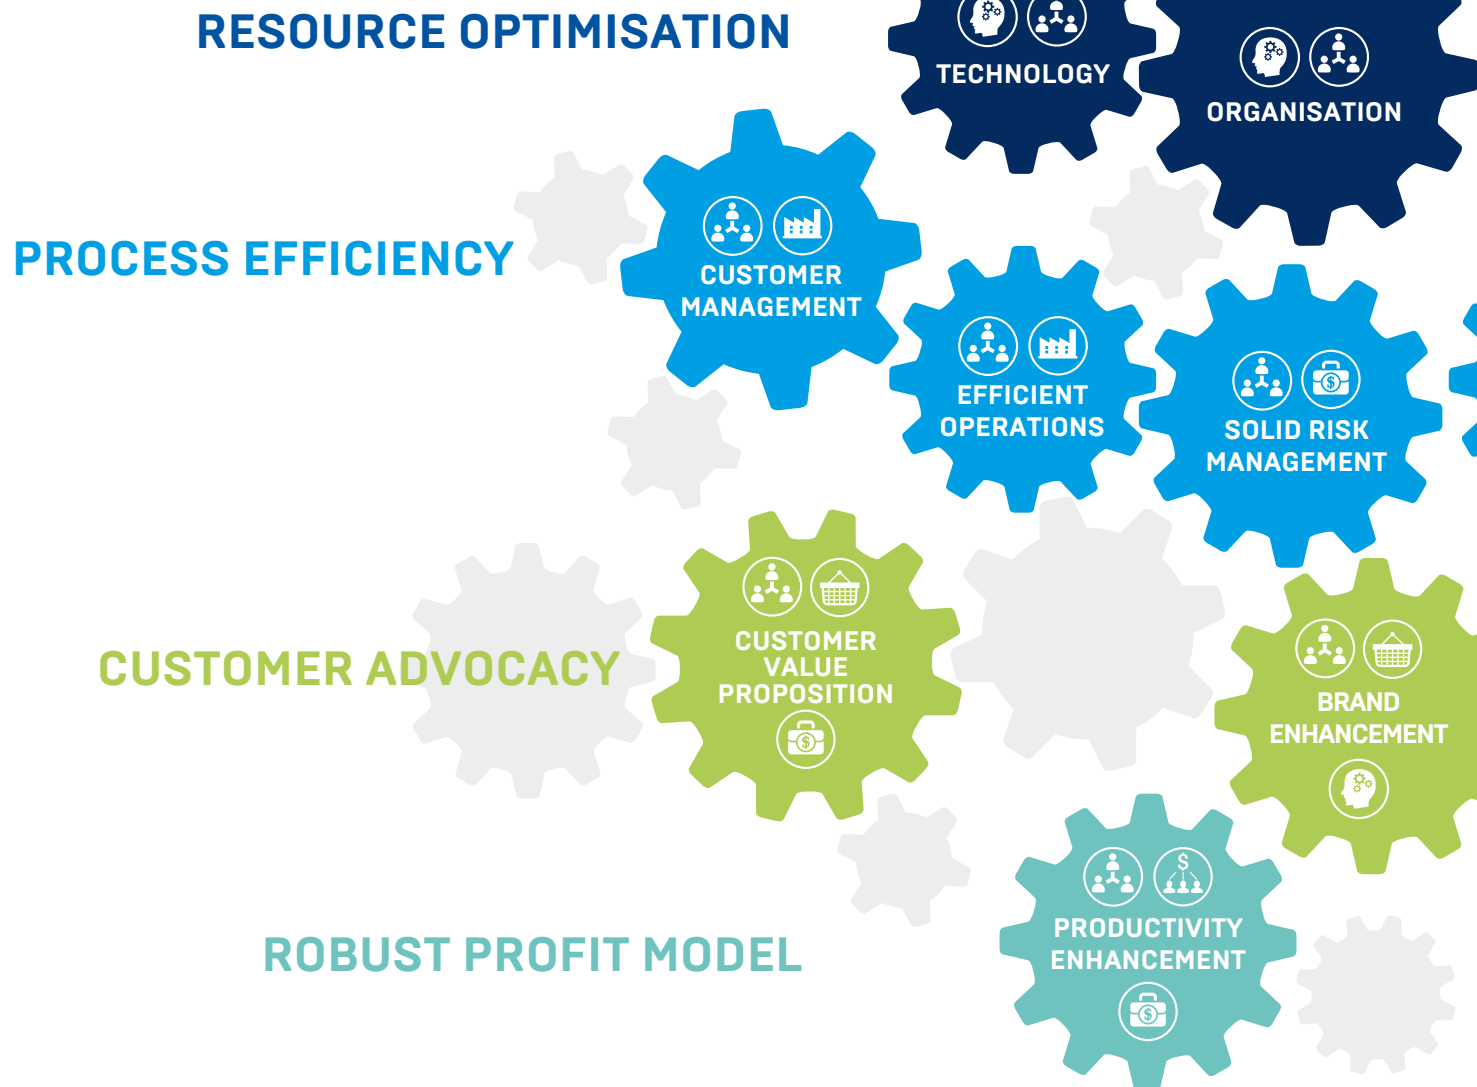 RESOURCE OPTIMISATION
TECHNOLOGY
ORGANISATION
PROCESS EFFICIENCY
CUSTOMER
MANAGEMENT
EFFICIENT
OPERATIONS
$
SOLID RISK
MANAGEMENT
CUSTOMER ADVOCACY
CUSTOMER
VALUE
PROPOSITION
$
BRAND
ENHANCEMENT
ROBUST PROFIT MODEL
$
PRODUCTIVITY
ENHANCEMENT
$